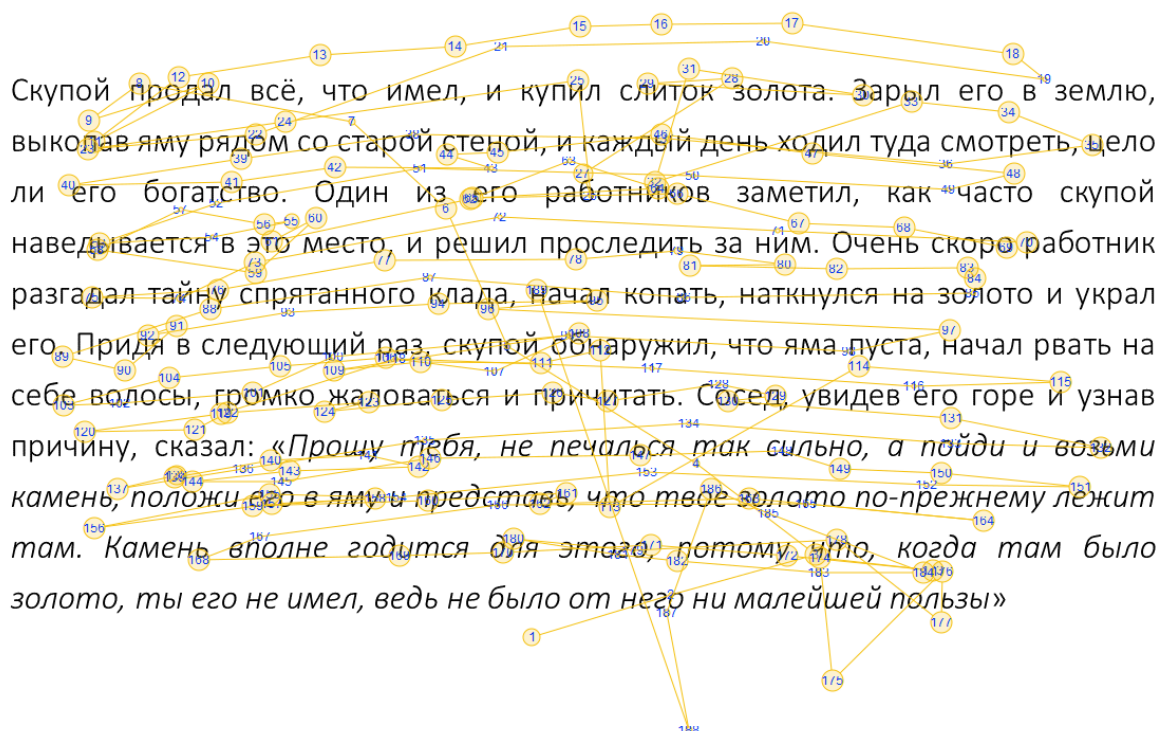 Скупой продал всё, что имел, и купил слиток золота. Зарыл его в землю,
выкопав яму рядом со старой стеной, и каждый день ходил туда смотреть, цело
ли его богатство. Один из его работников заметил, как часто скупой
наведывается в это место, и решил проследить за ним. Очень скоро работник
разгадал тайну спрятанного клада, начал копать, наткнулся на золото и украл
его. Придя в следующий раз, скупой обнаружил, что яма пуста, начал рвать на
себе волосы, громко жаловаться и причитать. Сосед, увидев его горе и узнав
причину, сказал: «Прошу тебя, не печалься так сильно, а пойди и возьми
камень, положи его в яму и представь, что твое золото по-прежнему лежит
там. Камень вполне годится для этого, потому что, когда там было
золото, ты его не имел, ведь не было от него ни малейшей пользы»